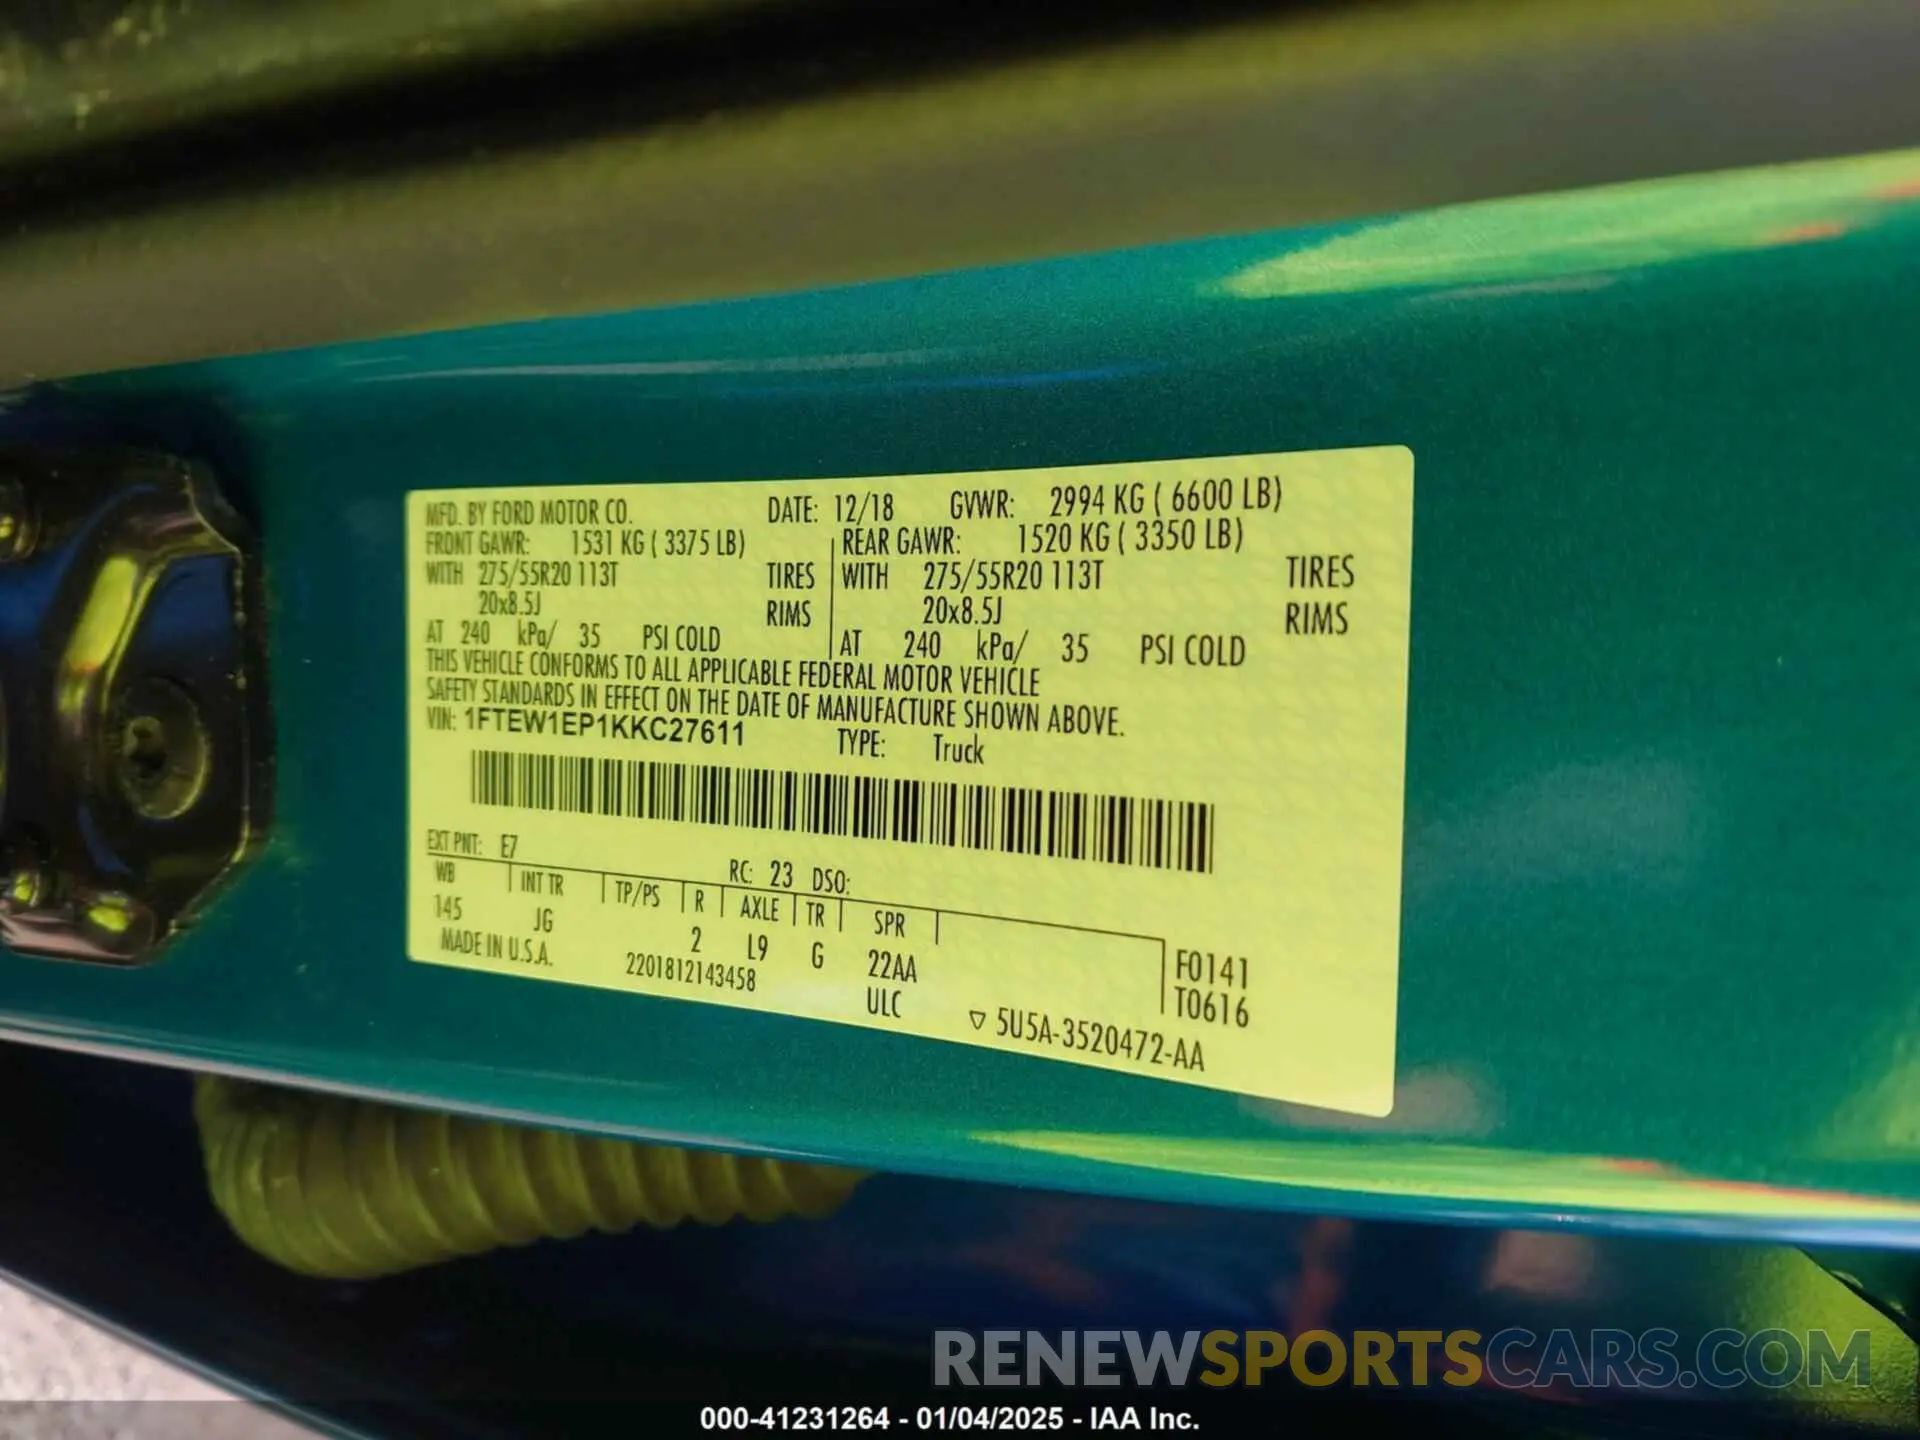 MFD. BY FORD MOTOR CO. DATE: 12/18 GVWR: 2994 KG ( 6600 LB)
FRONT GAWR: 1531 KG ( 3375 LB) REAR GAWR: 1520 KG ( 3350 LB)
WITH 275/55R20 113T TIRES WITH 275/55R20 113T TIRES
20x8.5J RIMS 20x8.5J RIMS
AT 240 kPa/ 35 PSI COLD AT 240 kPa/ 35 PSI COLD
THIS VEHICLE CONFORMS TO ALL APPLICABLE FEDERAL MOTOR VEHICLE
SAFETY STANDARDS IN EFFECT ON THE DATE OF MANUFACTURE SHOWN ABOVE.
VIN: 1FTEW1EP1KKC27611 TYPE: Truck
EXT PNT: E7 RC: 23 DSO:
WB INT TR TP/PS R AXLE TR SPR
145 JG 2 L9 G 22AA F0141
MADE IN U.S.A. 2201812143458 ULC T0616
▽ 5U5A-3520472-AA
RENEWSPORTSCARS.COM
000-41231264 - 01/04/2025 - IAA Inc.